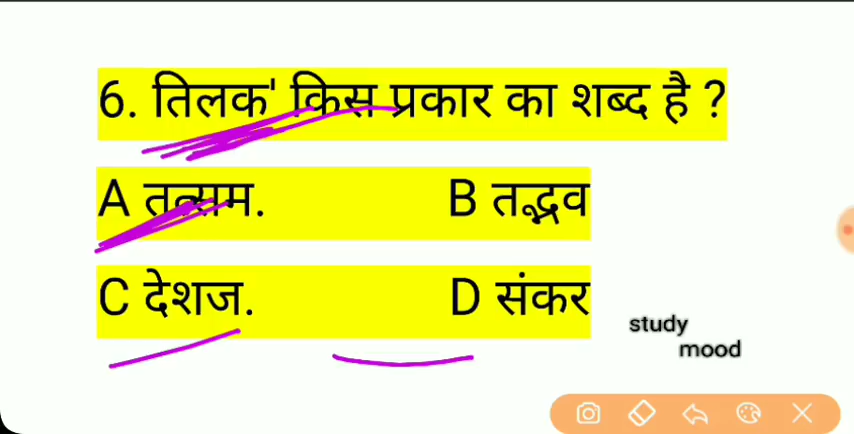 6. तिलक' किस प्रकार का शब्द है ?
A तत्सम. B तद्भव
C देशज. D संकर
study
mood